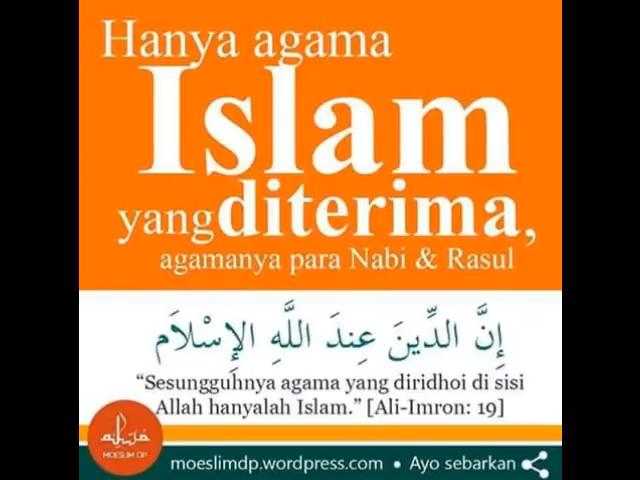 Hanya agama
Islam
yang diterima,
agamanya para Nabi & Rasul
إِنَّ الدِّينَ عِندَ اللَّهِ الإِسْلاَم
“Sesungguhnya agama yang diridhoi di sisi
Allah hanyalah Islam.” [Ali-Imron: 19]
MOESLIM DP
moeslimdp.wordpress.com • Ayo sebarkan